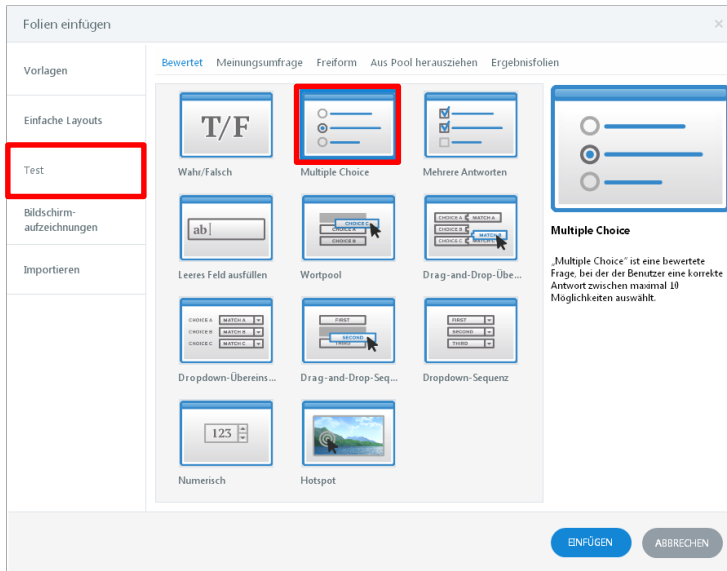 Folien einfügen
Vorlagen
Einfache Layouts
Test
Bildschirm-
aufzeichnungen
Importieren
Bewertet Meinungsumfrage Freiform Aus Pool herausziehen Ergebnisfolien
T/F
Wahr/Falsch Multiple Choice Mehrere Antworten
ab
CHOICE C
CHOICE A
CHOICE B
CHOICE A MATCH A
CHOICE B MATCH B
CHOICE C MATCH C
Leeres Feld ausfüllen Wortpool Drag-and-Drop-Übe...
CHOICE A MATCH A
CHOICE B MATCH B
CHOICE C MATCH C
FIRST
SECOND
THIRD
FIRST
SECOND
THIRD
Dropdown-Übereins... Drag-and-Drop-Seq... Dropdown-Sequenz
123
Numerisch Hotspot
Multiple Choice
„Multiple Choice" ist eine bewertete
Frage, bei der der Benutzer eine korrekte
Antwort zwischen maximal 10
Möglichkeiten auswählt.
EINFÜGEN ABBRECHEN